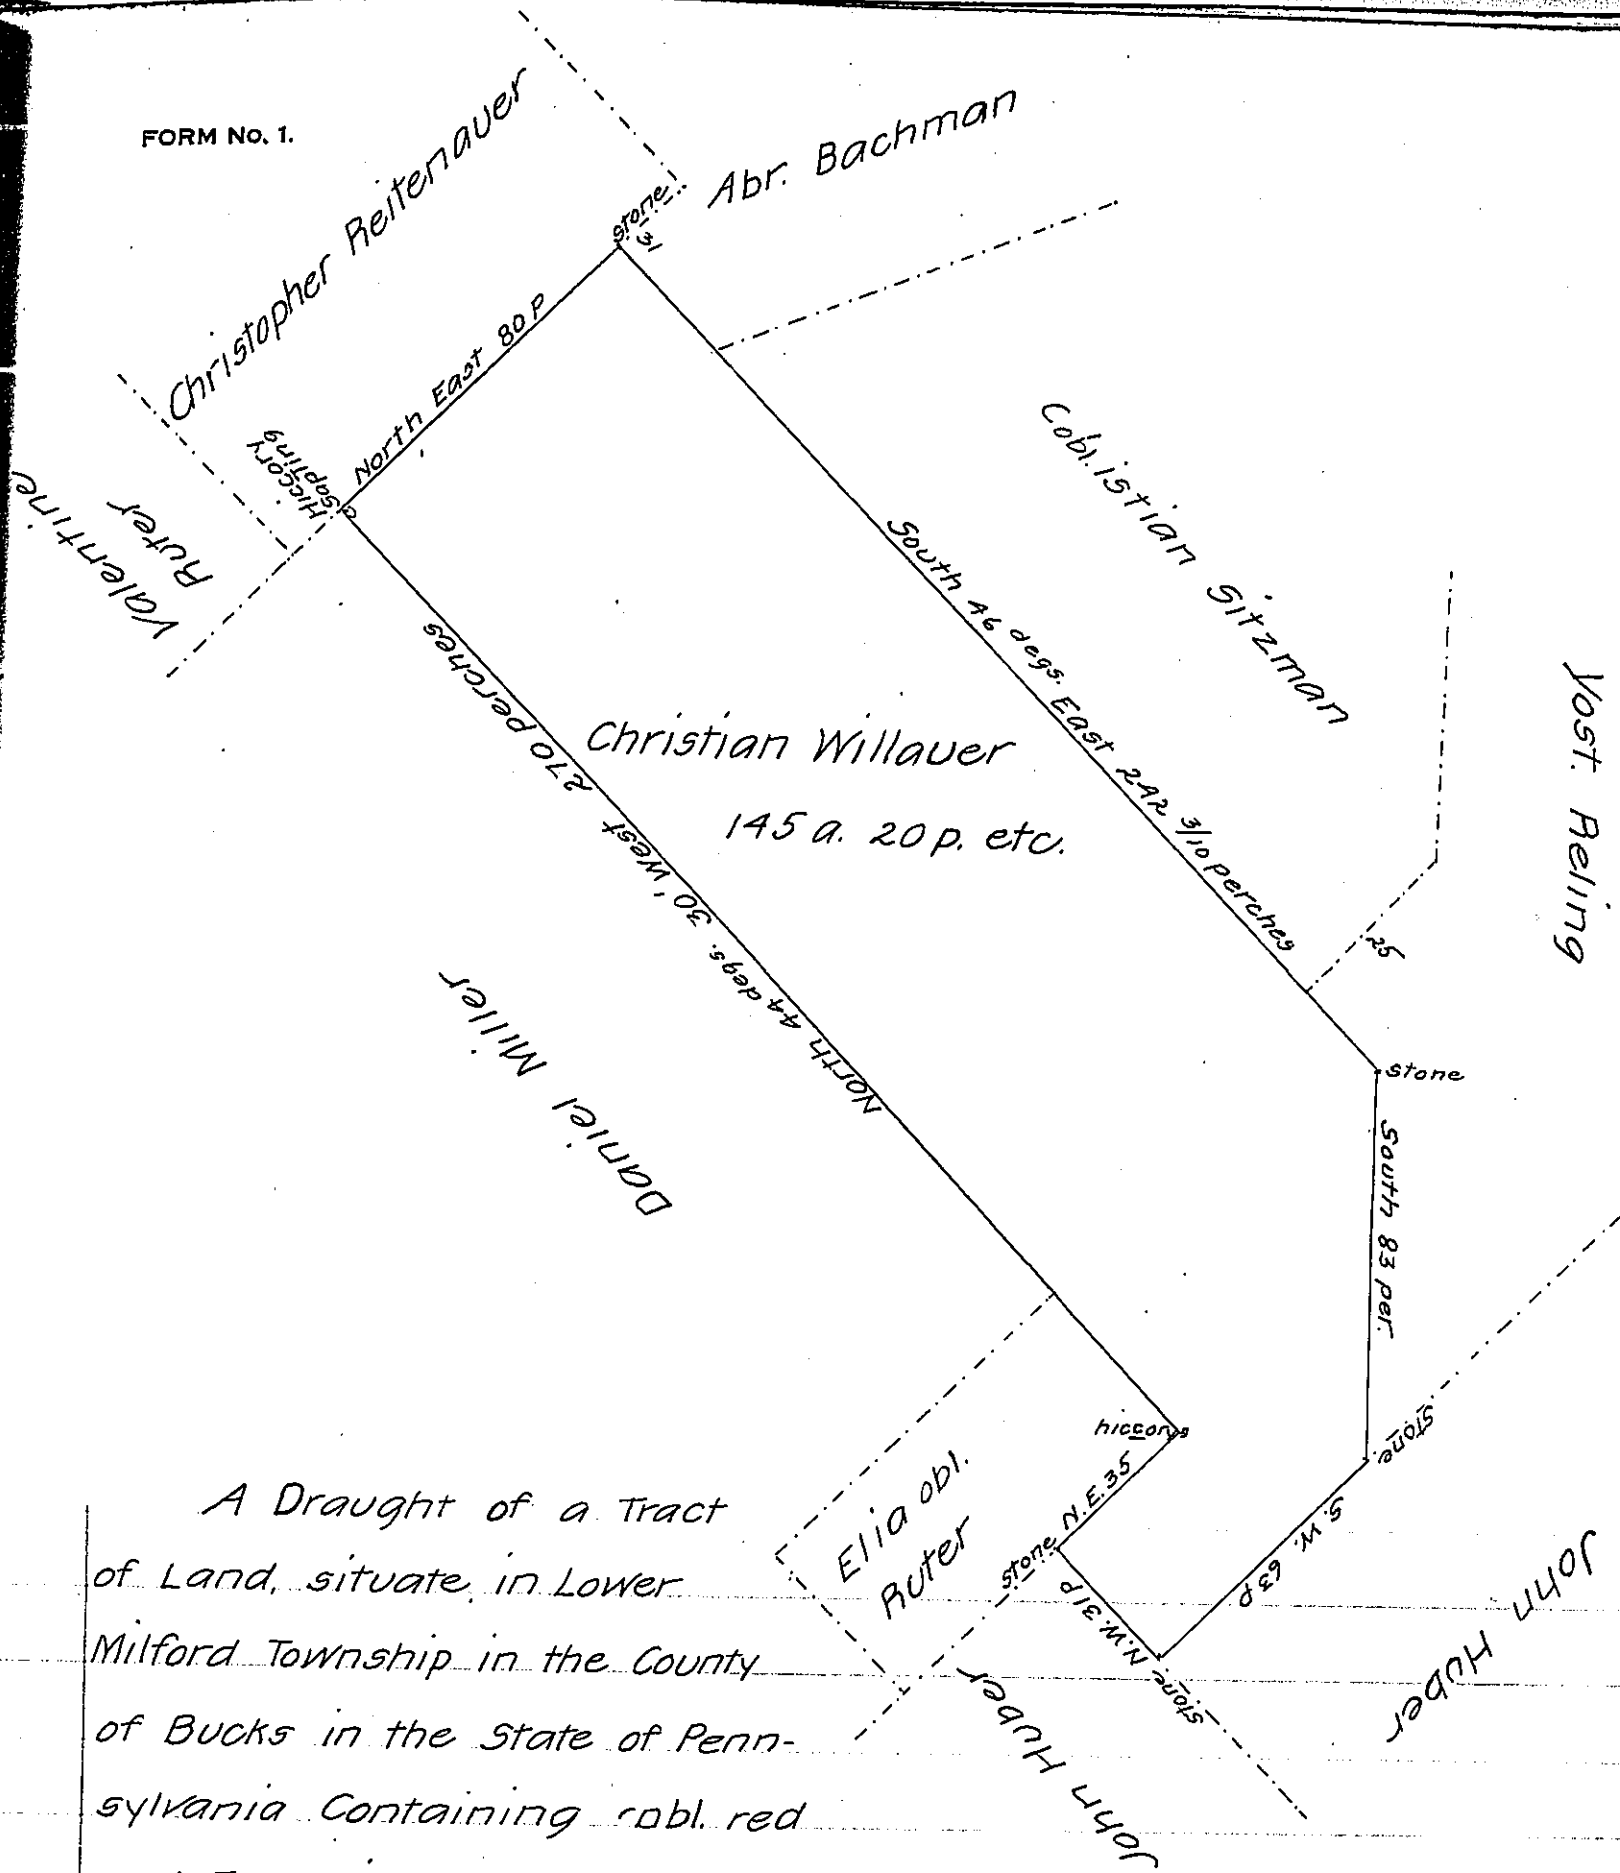 FORM No. 1.
Christopher Reitenauer
Abr. Bachman
stone
13
North East 80 P
Hiccory
Sapling
Valentine
Ruter
Cobl.istian Sitzman
South 46 degs. East 242 3/10 perches
Yost. Reling
Christian Willauer
145 a. 20 p. etc.
North 44 degs. 30' West 270 perches
25
Daniel Miller
stone
South 83 per.
hiccory
stone
N.E. 35
Elia obl.
Ruter
stone
S. W. 63 P
N.W. 31 P
stone
John Huber
John Huber
A Draught of a Tract
of Land, situate, in Lower
Milford Township in the County
of Bucks in the State of Penn-
sylvania Containing obl. red